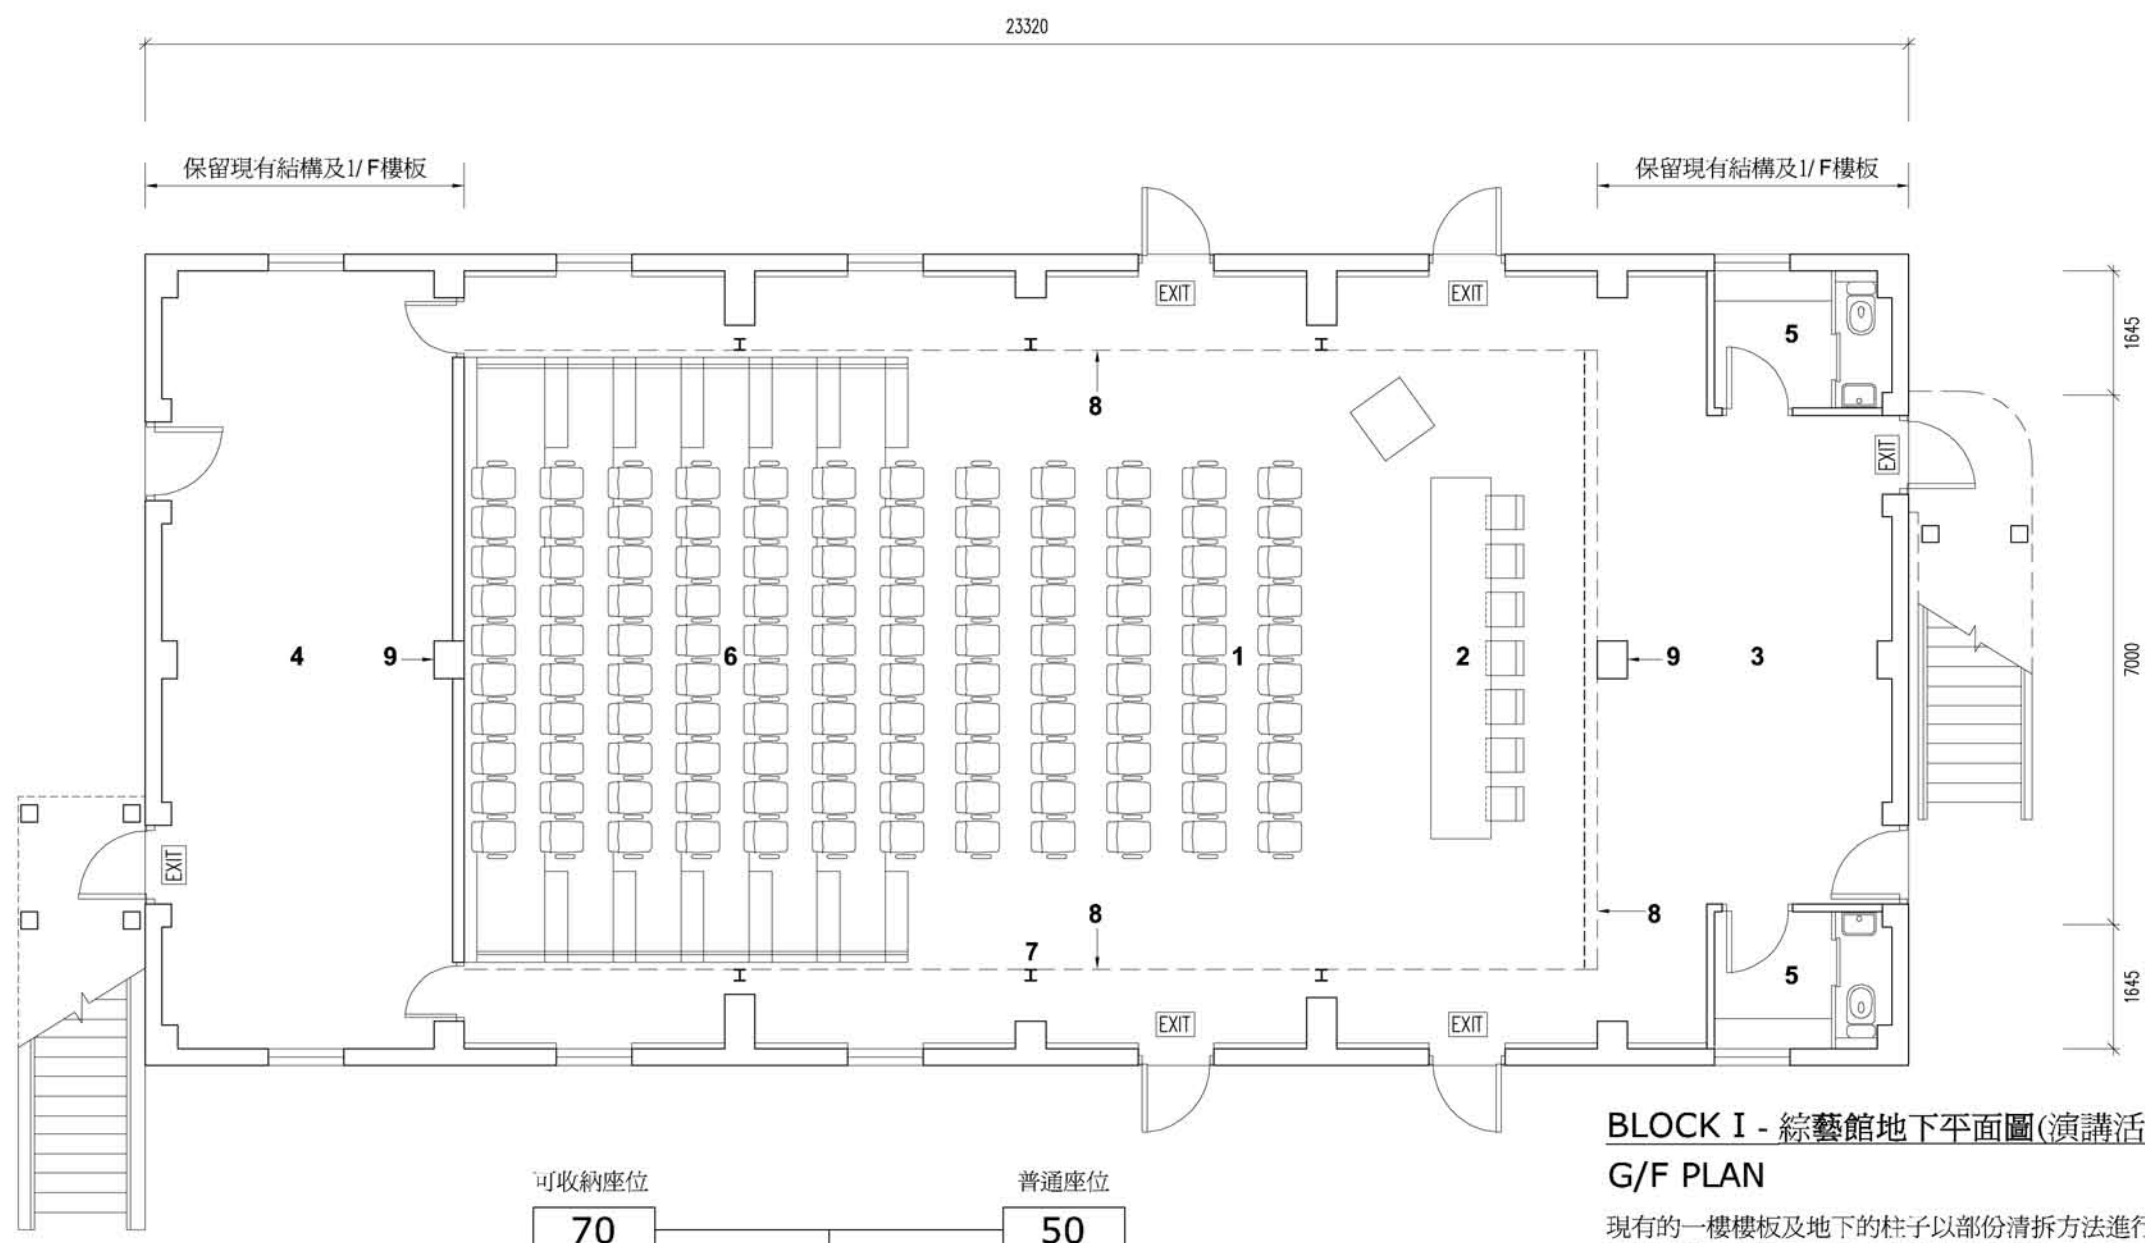 23320
保留現有結構及1/F樓板
保留現有結構及1/F樓板
EXIT
EXIT
5
1645
8
EXIT
4
9
6
1
2
9
3
7000
EXIT
8
8
7
5
1645
EXIT
EXIT
BLOCK I - 綜藝館地下平面圖(演講活
G/F PLAN
可收納座位
普通座位
70
50
現有的一樓樓板及地下的柱子以部份清拆方法進行